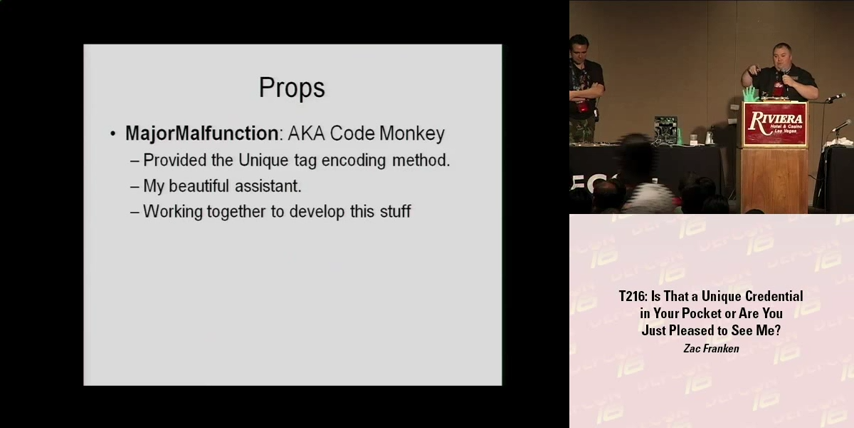 Props
• MajorMalfunction: AKA Code Monkey
– Provided the Unique tag encoding method.
– My beautiful assistant.
– Working together to develop this stuff
RIVIERA
Hotel & Casino
Las Vegas
T216: Is That a Unique Credential
in Your Pocket or Are You
Just Pleased to See Me?
Zac Franken